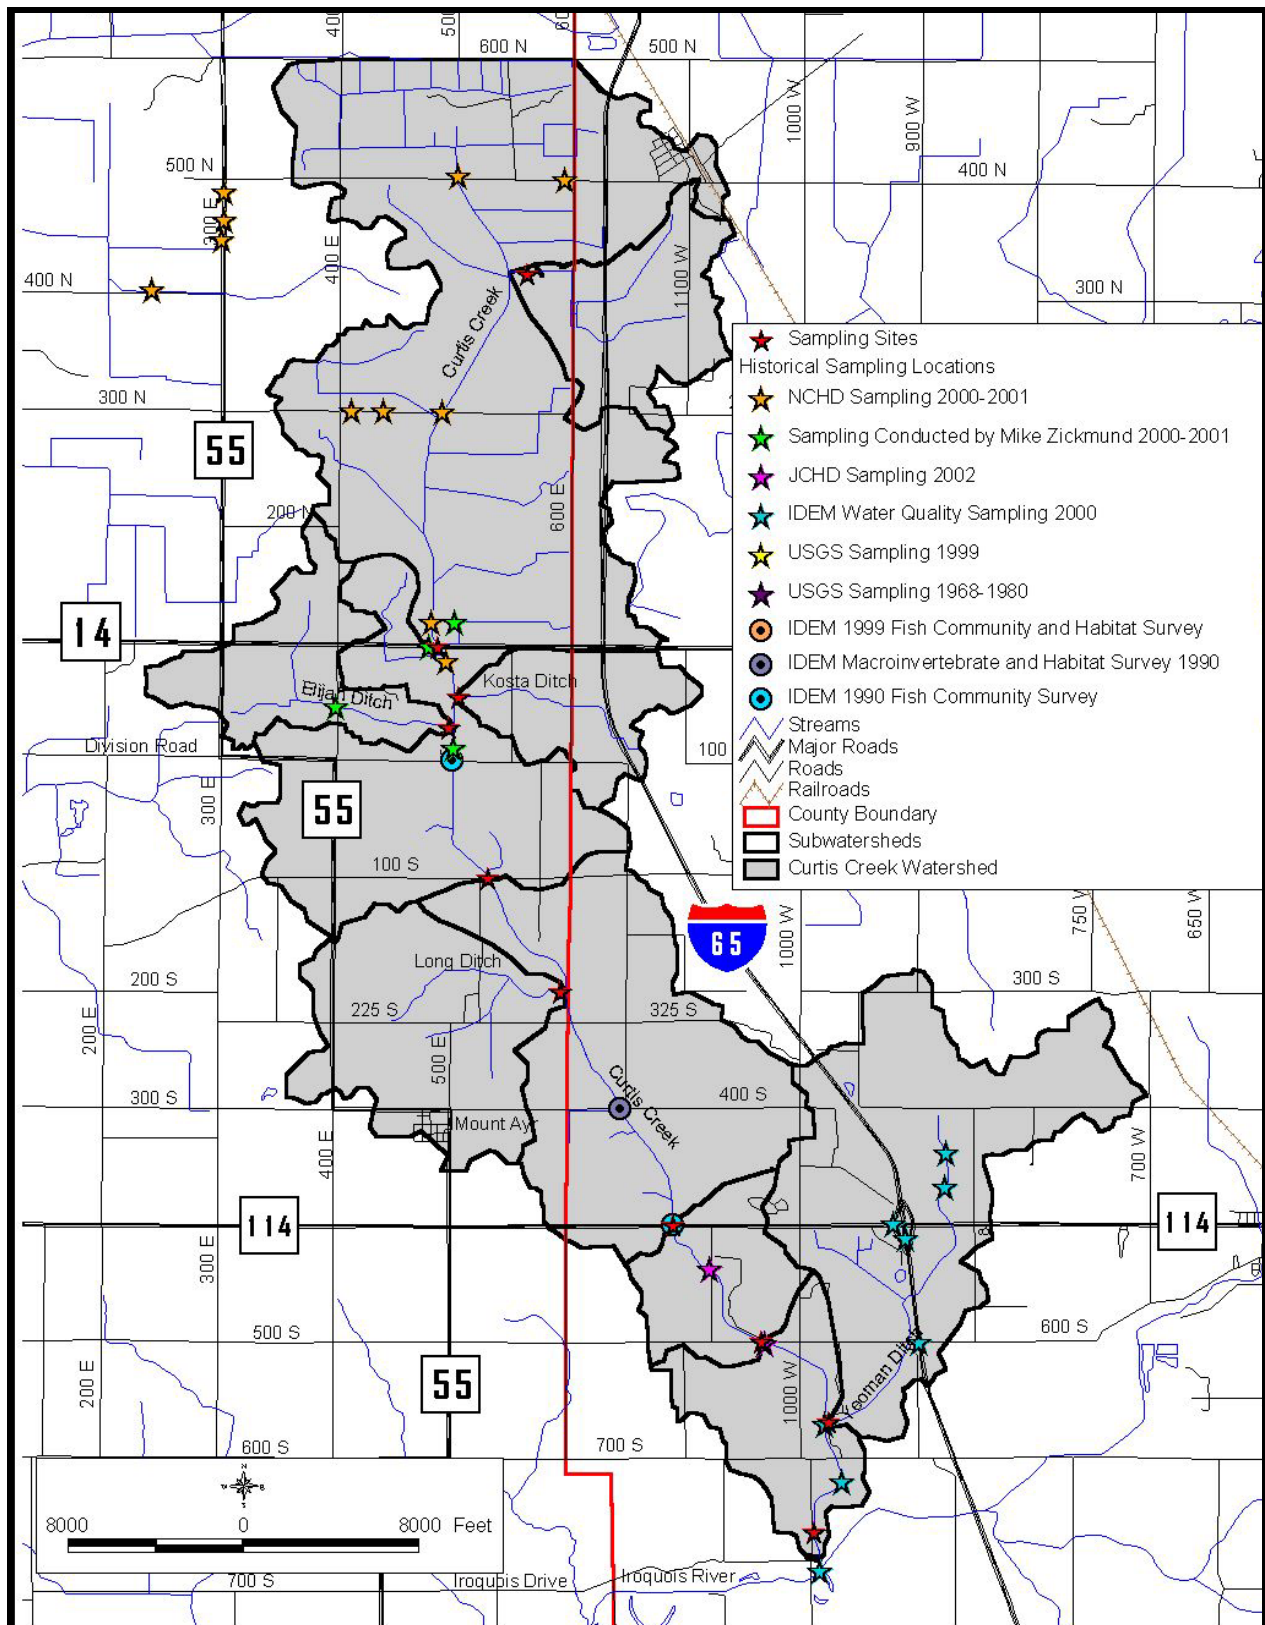 400
500
60
600 N
500 N
1000 W
900 W
500 N
400 N
300 E
400 E
1100 W
400 N
300 N
Curtis Creek
Sampling Sites
Historical Sampling Locations
NCHD Sampling 2000-2001
Sampling Conducted by Mike Zickmund 2000-2001
JCHD Sampling 2002
IDEM Water Quality Sampling 2000
USGS Sampling 1999
USGS Sampling 1968-1980
IDEM 1999 Fish Community and Habitat Survey
IDEM Macroinvertebrate and Habitat Survey 1990
IDEM 1990 Fish Community Survey
Streams
Major Roads
Roads
Railroads
County Boundary
Subwatersheds
Curtis Creek Watershed
300 N
55
200 N
600 E
14
Elijah Ditch
Kosta Ditch
Division Road
100
300 E
55
100 S
65
1000 W
750 W
650 W
Long Ditch
200 S
300 S
225 S
325 S
200 E
500 E
Curtis Creek
300 S
400 S
Mount Ayr
400 E
700 W
114
114
300 E
500 S
600 S
200 E
55
1000 W
Yeoman Ditch
600 S
700 S
N
W
E
S
8000
0
8000 Feet
700 S
Iroquois Drive
Iroquois River